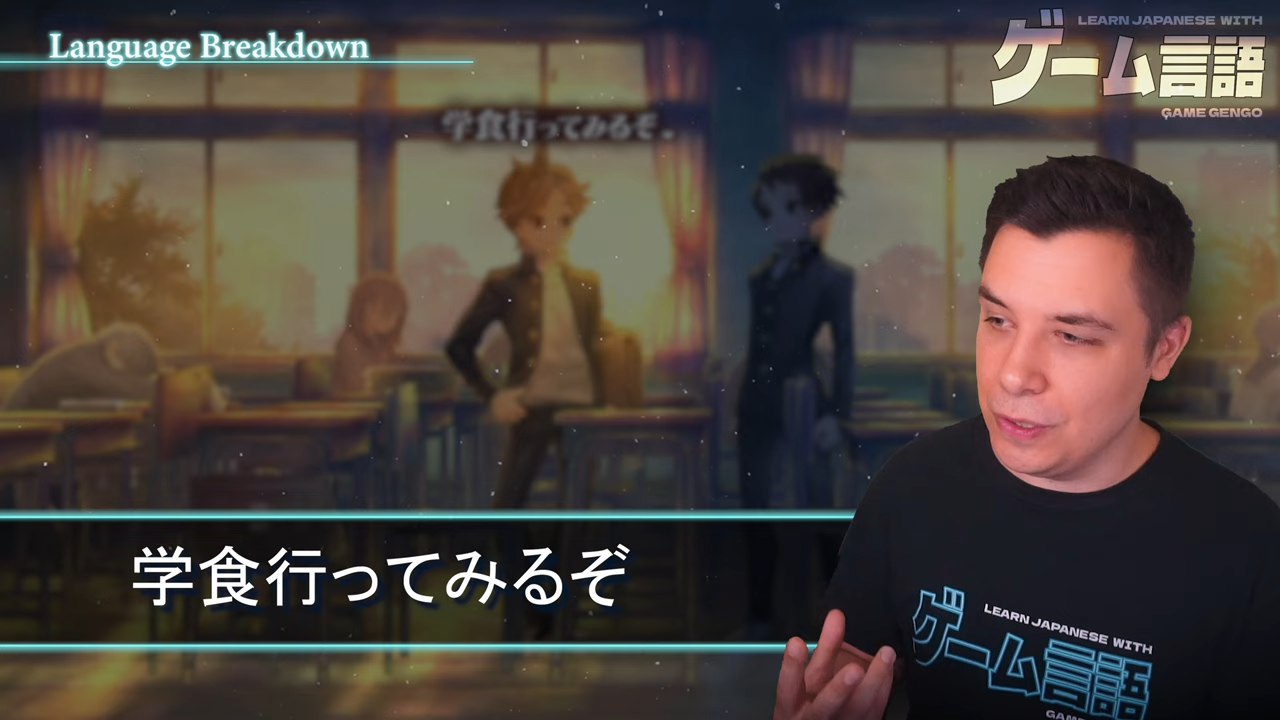 Language Breakdown
LEARN JAPANESE WITH
ゲーム言語
GAME GENGO
学食行ってみるぞ。
学食行ってみるぞ
LEARN JAPANESE WITH
ゲーム言語